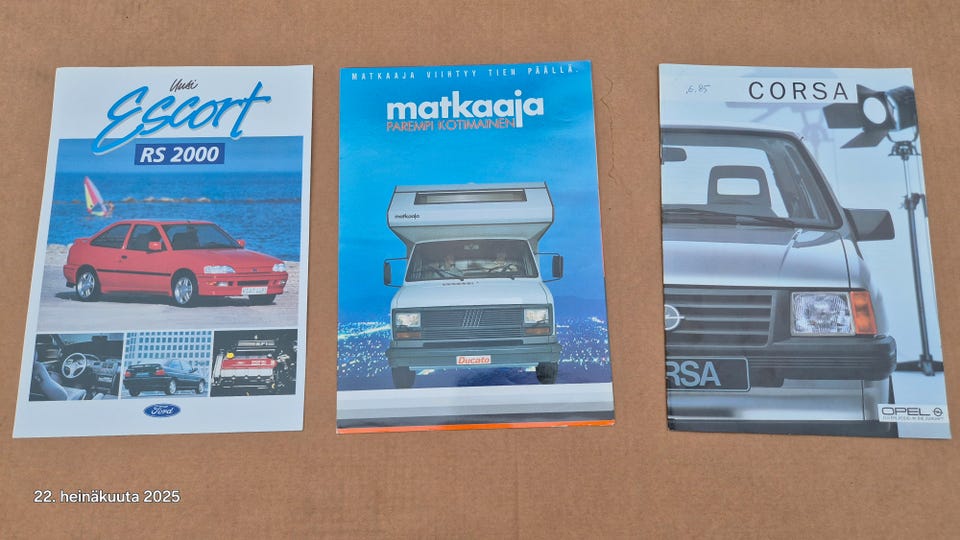 Uusi
Escort
RS 2000
Ford
MATKAAJA VIIHTYY TIEN PÄÄLLÄ.
matkaaja
PAREMPI KOTIMAINEN
matkaaja
Ducato
6.85
CORSA
RSA
OPEL
22. heinäkuuta 2025